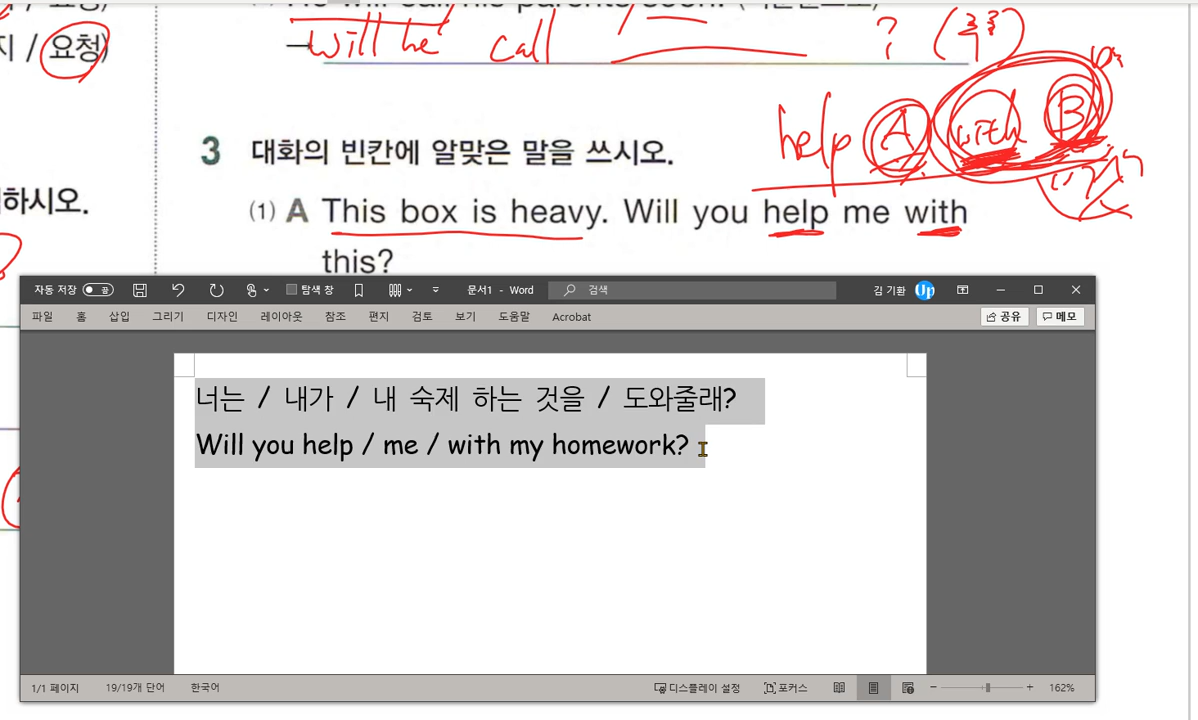 지 / 요청)
will he call ? (
help A with B
3 대화의 빈칸에 알맞은 말을 쓰시오.
하시오.
(1) A This box is heavy. Will you help me with
this?
자동 저장 끔 탐색 창 문서1 - Word 검색 김 기환 Up
파일 홈 삽입 그리기 디자인 레이아웃 참조 편지 검토 보기 도움말 Acrobat 공유 메모
너는 / 내가 / 내 숙제 하는 것을 / 도와줄래?
Will you help / me / with my homework?
1/1 페이지 19/19개 단어 한국어 디스플레이 설정 포커스 162%